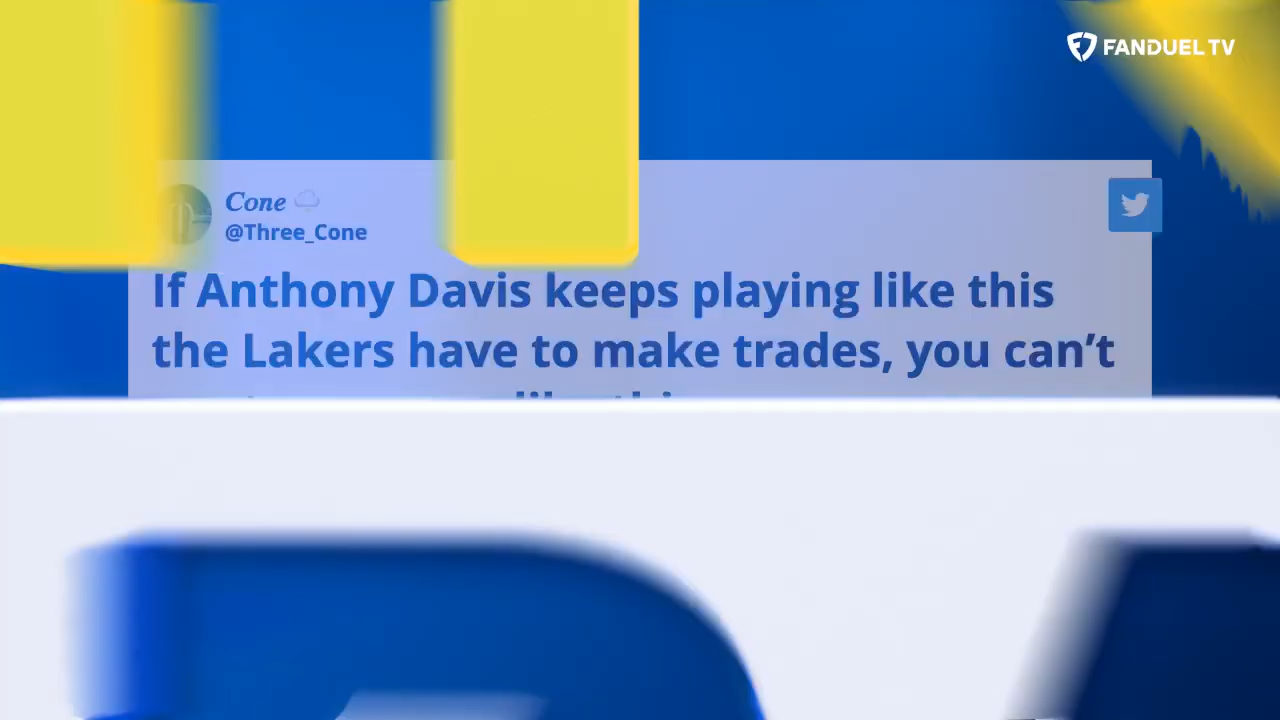 FANDUEL TV
Cone
@Three_Cone
If Anthony Davis keeps playing like this
the Lakers have to make trades, you can’t